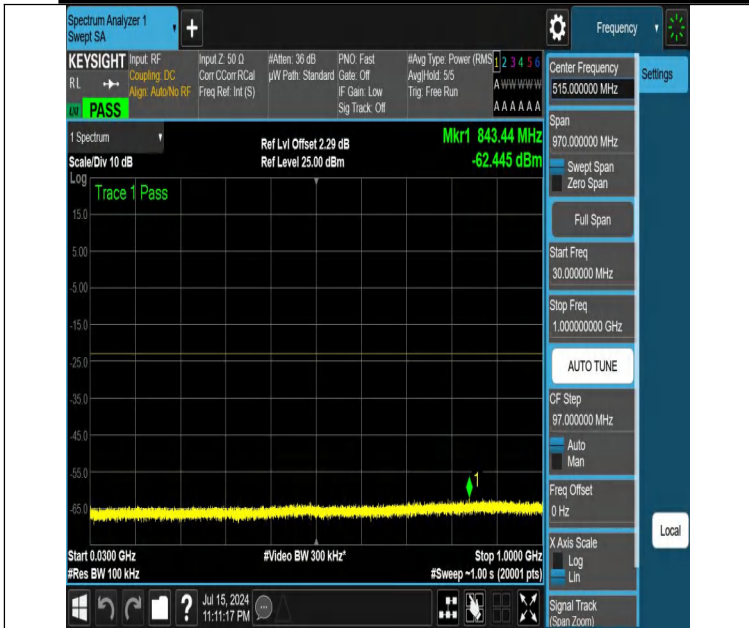 Spectrum Analyzer 1
Swept SA
Frequency
KEYSIGHT
RL
PASS
Input: RF
Coupling: DC
Align: Auto/No RF
Input Z: 50 Ω
Corr CCorr RCal
Freq Ref: Int (S)
#Atten: 36 dB
µW Path: Standard
PNO: Fast
Gate: Off
IF Gain: Low
Sig Track: Off
#Avg Type: Power (RMS
Avg|Hold: 5/5
Trig: Free Run
1 2 3 4 5 6
A W W W W W
A A A A A A
1 Spectrum
Scale/Div 10 dB
Ref Lvl Offset 2.29 dB
Ref Level 25.00 dBm
Mkr1 843.44 MHz
-62.445 dBm
Log
Trace 1 Pass
15.0
5.00
-5.00
-15.0
-25.0
-35.0
-45.0
-55.0
-65.0
1
Start 0.0300 GHz
#Res BW 100 kHz
#Video BW 300 kHz*
Stop 1.0000 GHz
#Sweep ~1.00 s (20001 pts)
Center Frequency
515.000000 MHz
Settings
Span
970.000000 MHz
Swept Span
Zero Span
Full Span
Start Freq
30.000000 MHz
Stop Freq
1.000000000 GHz
AUTO TUNE
CF Step
97.000000 MHz
Auto
Man
Freq Offset
0 Hz
Local
X Axis Scale
Log
Lin
Signal Track
(Span Zoom)
?
Jul 15, 2024
11:11:17 PM